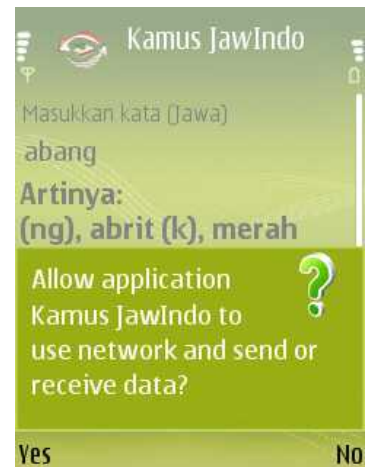 Kamus JawIndo
Masukkan kata (Jawa)
abang
Artinya:
(ng), abrit (k), merah
Allow application
Kamus JawIndo to
use network and send or
receive data?
Yes No